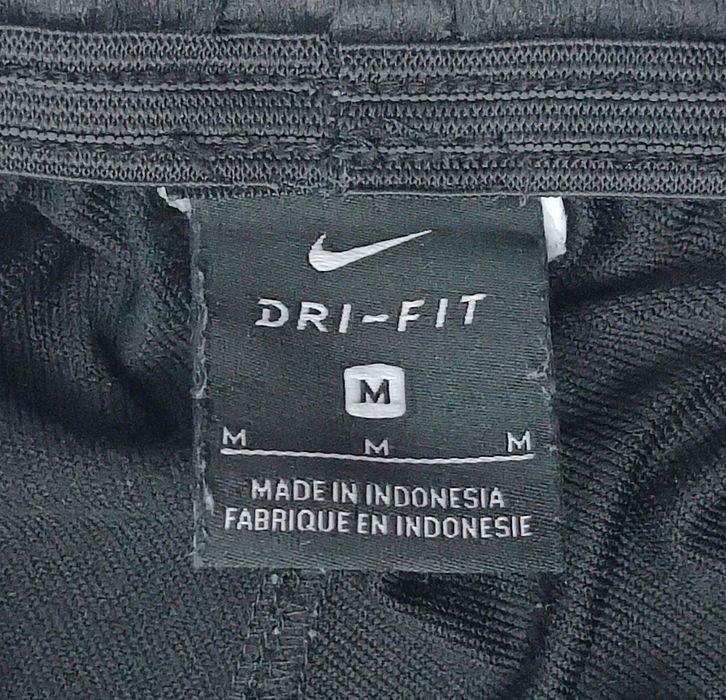 DRI-FIT
M
M M M
MADE IN INDONESIA
FABRIQUE EN INDONESIE